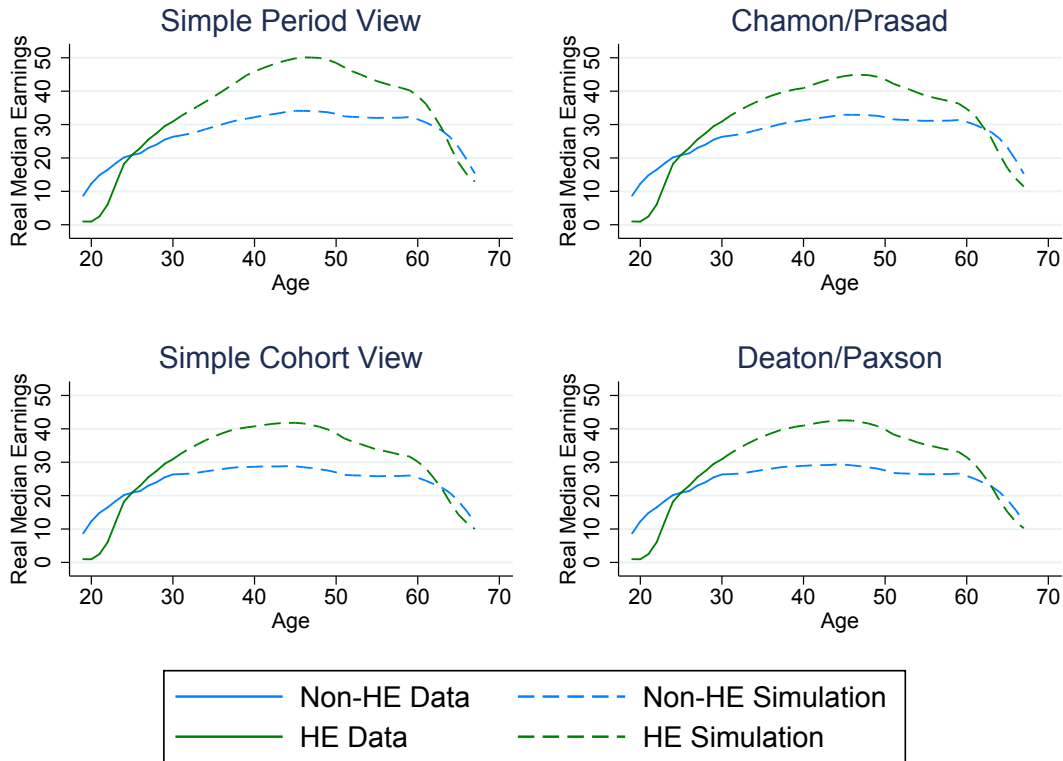 Simple Period View
Real Median Earnings
0 10 20 30 40 50
20 30 40 50 60 70
Age
Chamon/Prasad
Real Median Earnings
0 10 20 30 40 50
20 30 40 50 60 70
Age
Simple Cohort View
Real Median Earnings
0 10 20 30 40 50
20 30 40 50 60 70
Age
Deaton/Paxson
Real Median Earnings
0 10 20 30 40 50
20 30 40 50 60 70
Age
Non-HE Data
Non-HE Simulation
HE Data
HE Simulation